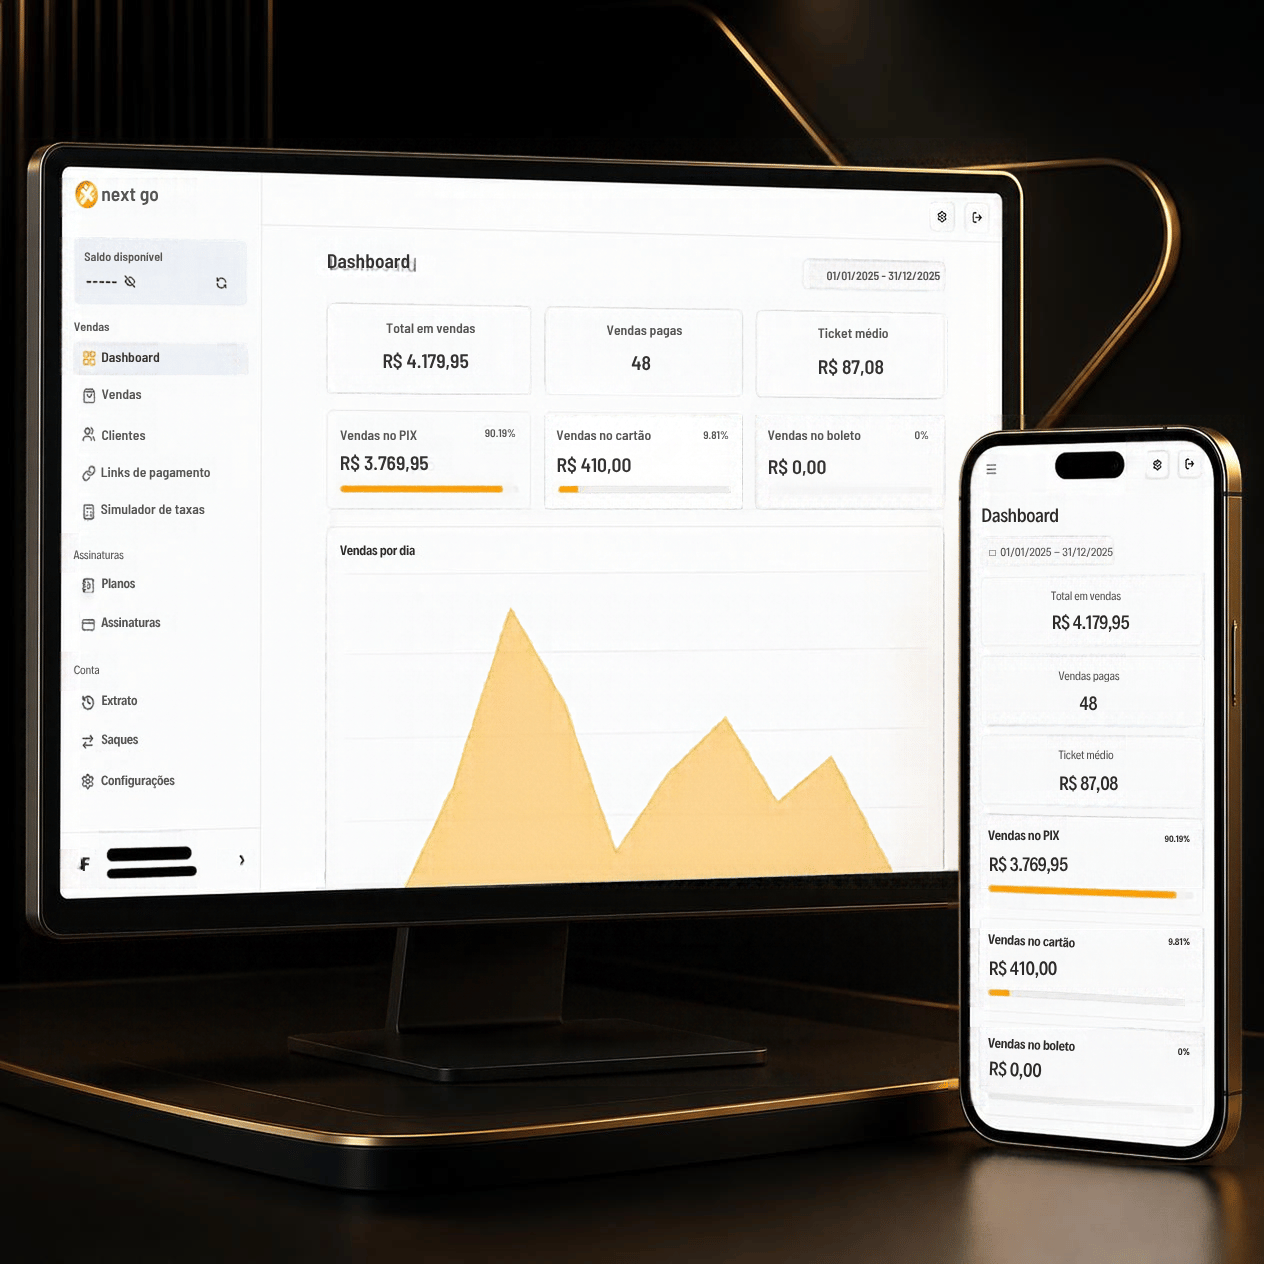 next go
Saldo disponível
-----
Vendas
Dashboard
Vendas
Clientes
Links de pagamento
Simulador de taxas
Assinaturas
Planos
Assinaturas
Conta
Extrato
Saques
Configurações
F
Dashboard
01/01/2025 - 31/12/2025
Total em vendas
R$ 4.179,95
Vendas pagas
48
Ticket médio
R$ 87,08
Vendas no PIX 90.19%
R$ 3.769,95
Vendas no cartão 9.81%
R$ 410,00
Vendas no boleto 0%
R$ 0,00
Vendas por dia
Dashboard
01/01/2025 – 31/12/2025
Total em vendas
R$ 4.179,95
Vendas pagas
48
Ticket médio
R$ 87,08
Vendas no PIX 90.19%
R$ 3.769,95
Vendas no cartão 9.81%
R$ 410,00
Vendas no boleto 0%
R$ 0,00